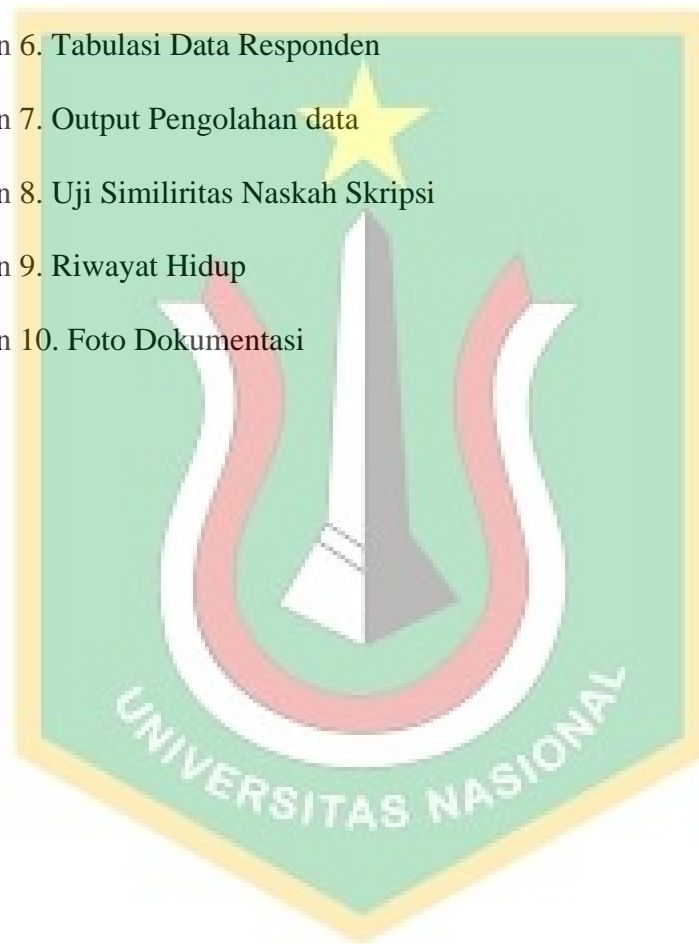 n 6. Tabulasi Data Responden
n 7. Output Pengolahan data
n 8. Uji Similiritas Naskah Skripsi
n 9. Riwayat Hidup
n 10. Foto Dokumentasi
UNIVERSITAS NASIONAL